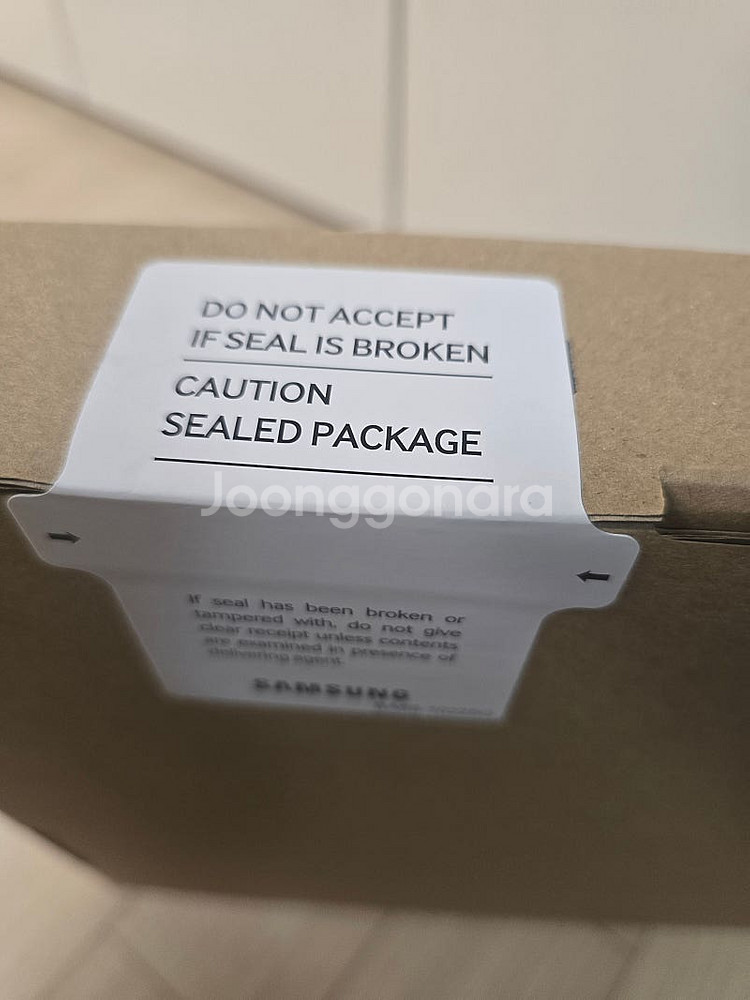 DO NOT ACCEPT
IF SEAL IS BROKEN
CAUTION
SEALED PACKAGE
Joonggonara
If seal has been broken or
tampered with, do not give
clear receipt unless contents
are examined in presence of
delivering agent.
SAMSUNG